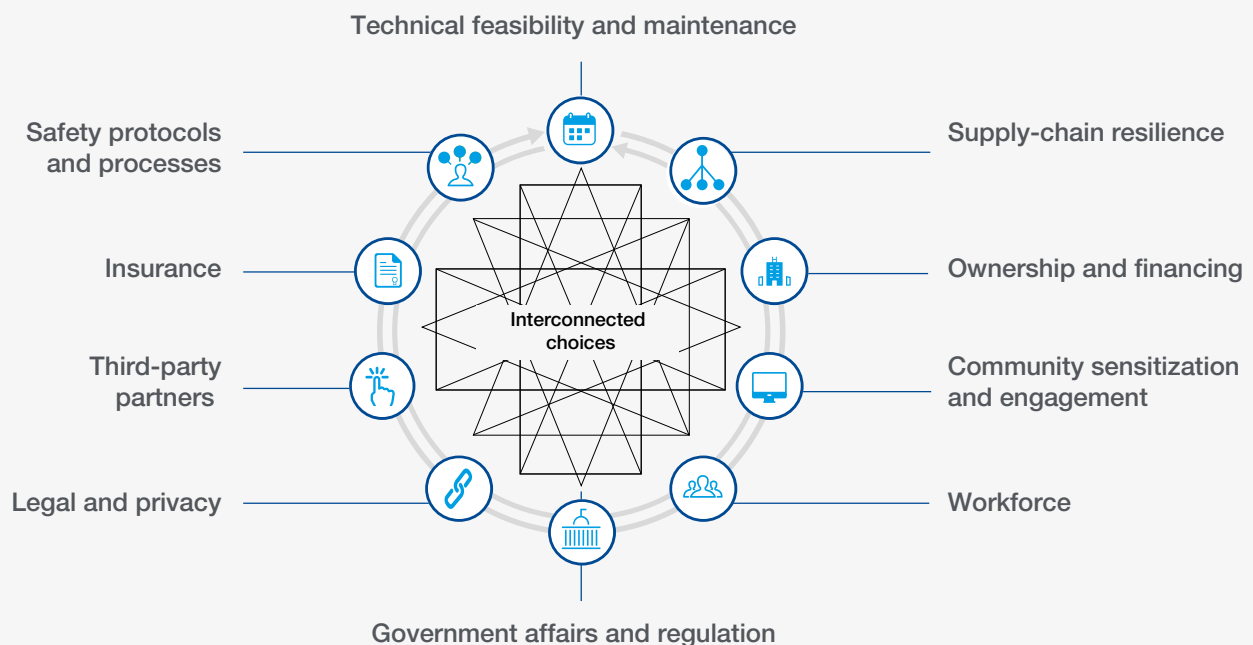 Technical feasibility and maintenance
Safety protocols
and processes
Supply-chain resilience
Insurance
Ownership and financing
Interconnected
choices
Third-party
partners
Community sensitization
and engagement
Legal and privacy
Workforce
Government affairs and regulation